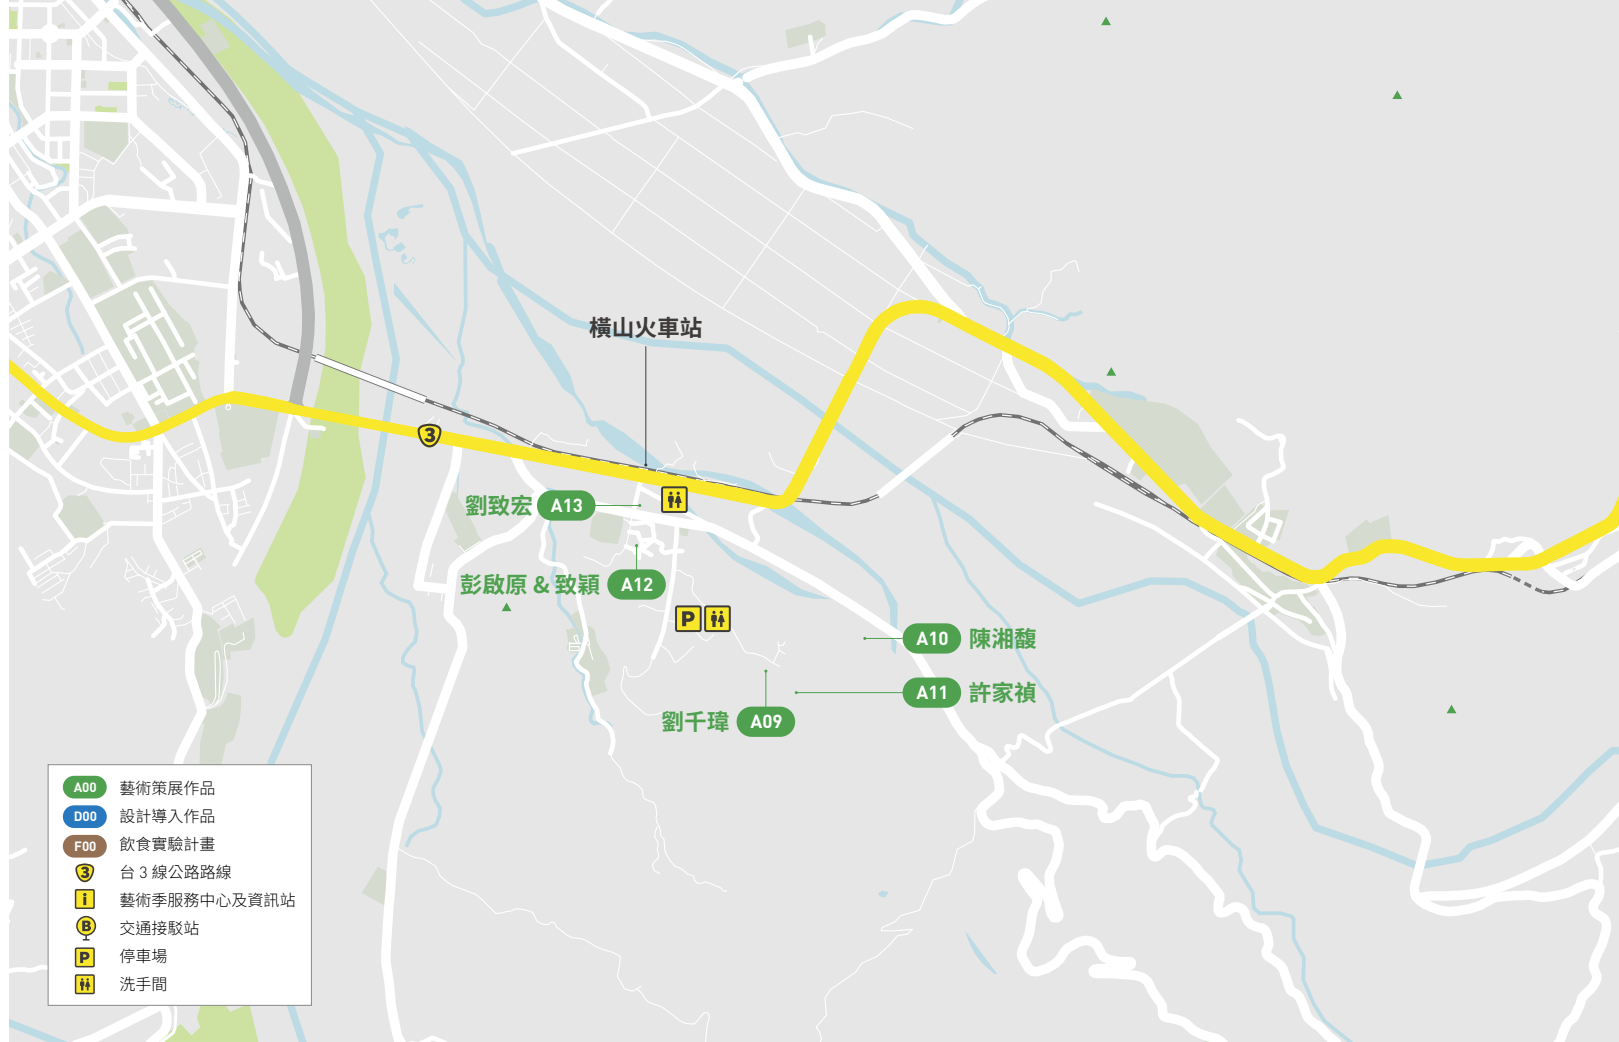 橫山火車站
3
劉致宏 A13
彭啟原 & 致穎 A12
P
A10 陳湘馥
A11 許家禎
劉千瑋 A09
A00 藝術策展作品
D00 設計導入作品
F00 飲食實驗計畫
3 台 3 線公路路線
i 藝術季服務中心及資訊站
B 交通接駁站
P 停車場
洗手間